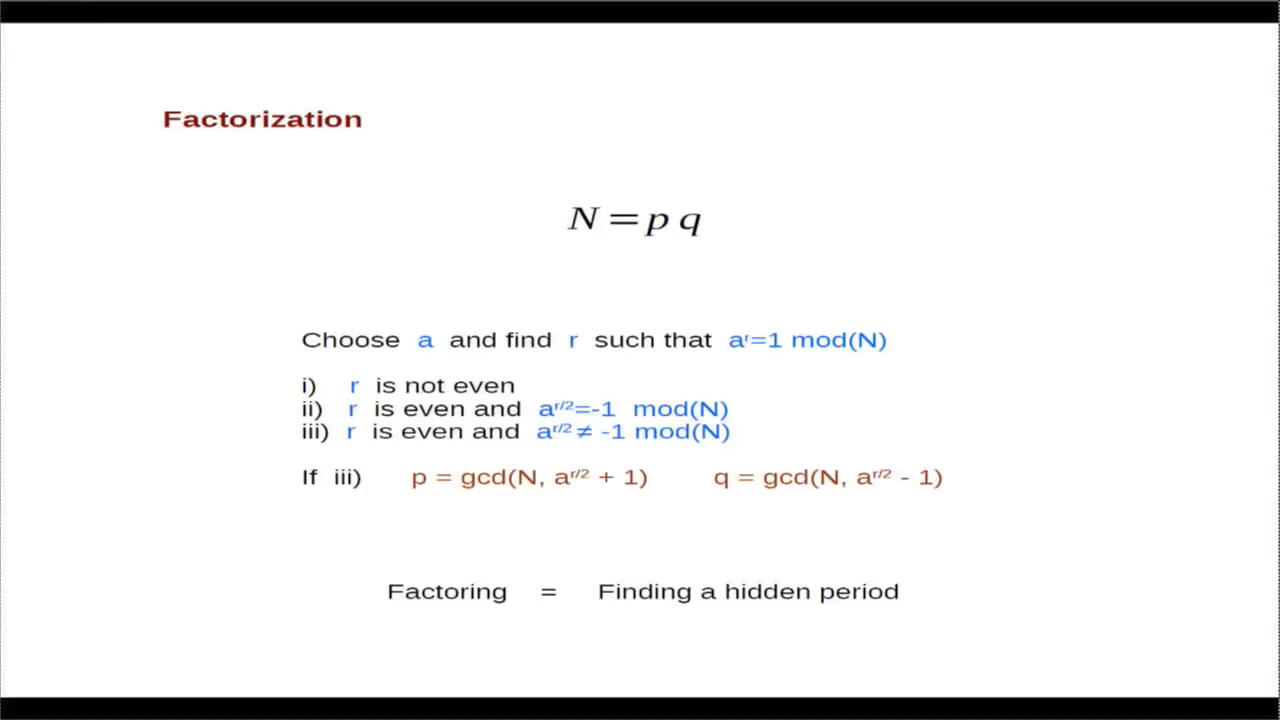 Factorization
N = p q
Choose a and find r such that aʳ=1 mod(N)
i) r is not even
ii) r is even and a^r/2=-1 mod(N)
iii) r is even and a^r/2 ≠ -1 mod(N)
If iii) p = gcd(N, a^r/2 + 1) q = gcd(N, a^r/2 - 1)
Factoring = Finding a hidden period